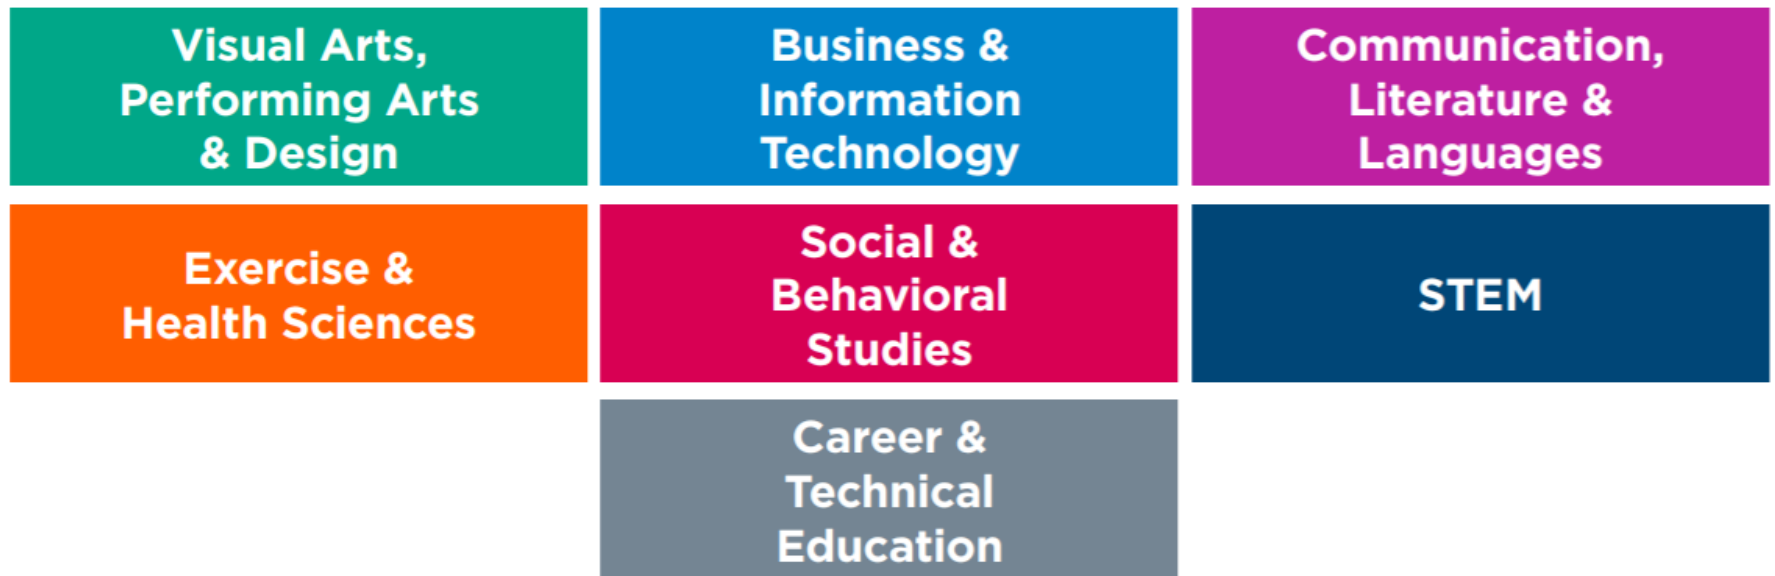 Visual Arts,
Performing Arts
& Design
Business &
Information
Technology
Communication,
Literature &
Languages
Exercise &
Health Sciences
Social &
Behavioral
Studies
STEM
Career &
Technical
Education